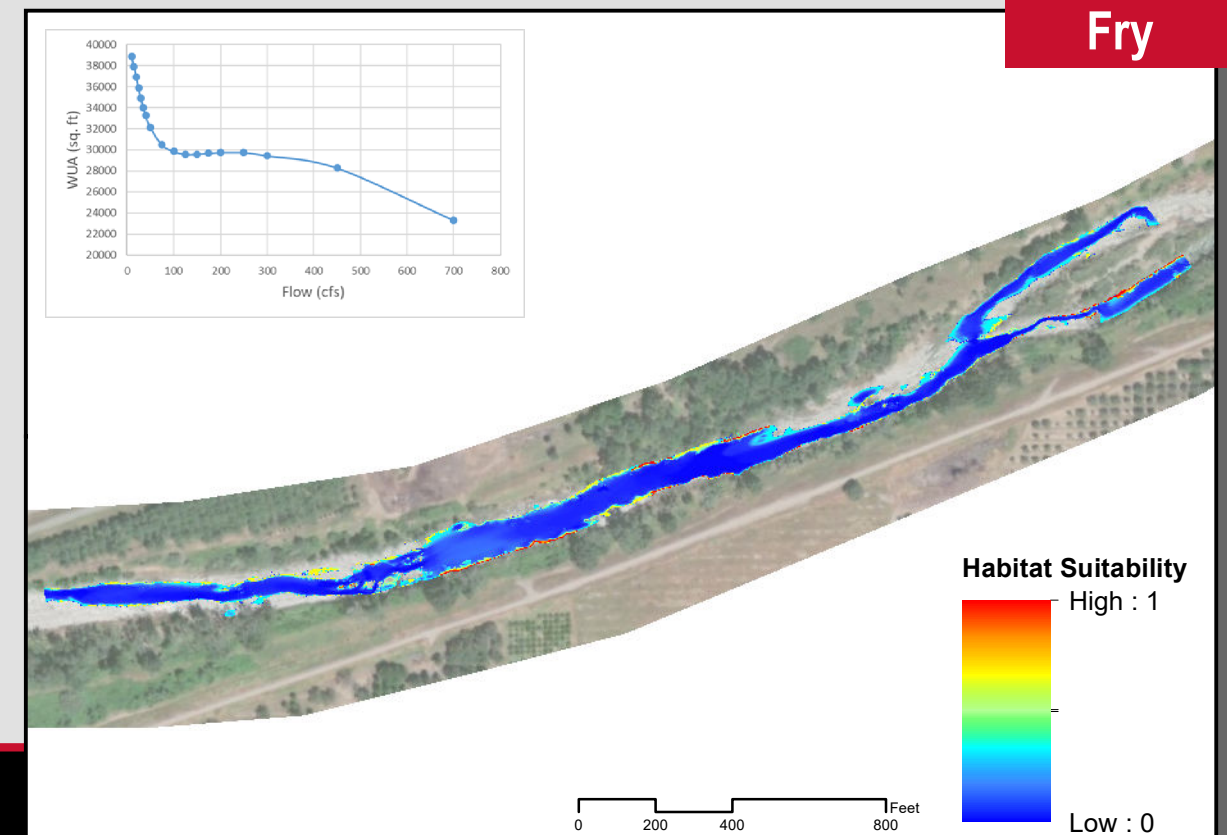 Fry
40000
38000
36000
34000
32000
30000
28000
26000
24000
22000
20000
WUA (sq. ft)
0 100 200 300 400 500 600 700 800
Flow (cfs)
Habitat Suitability
High : 1
Low : 0
Feet
0 200 400 800